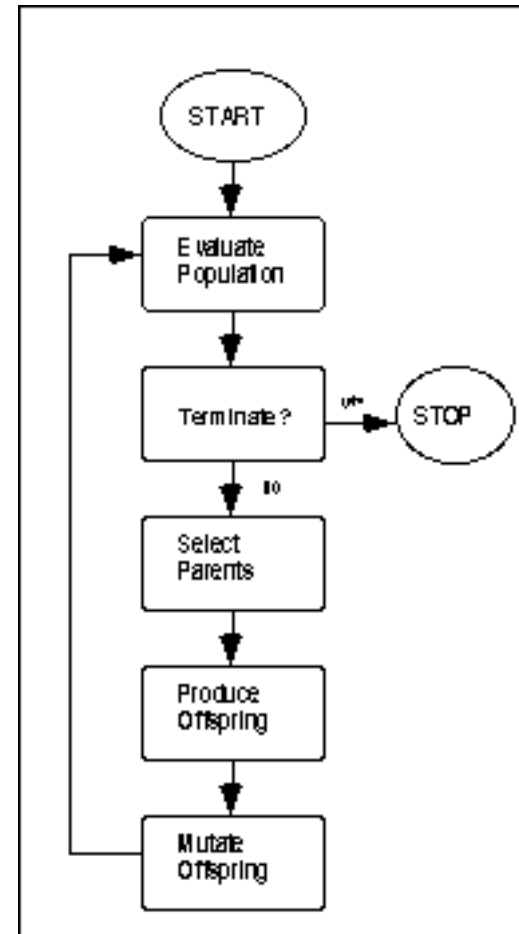 START
Evaluate
Population
Terminate?
STOP
no
Select
Parents
Produce
Offspring
Mutate
Offspring